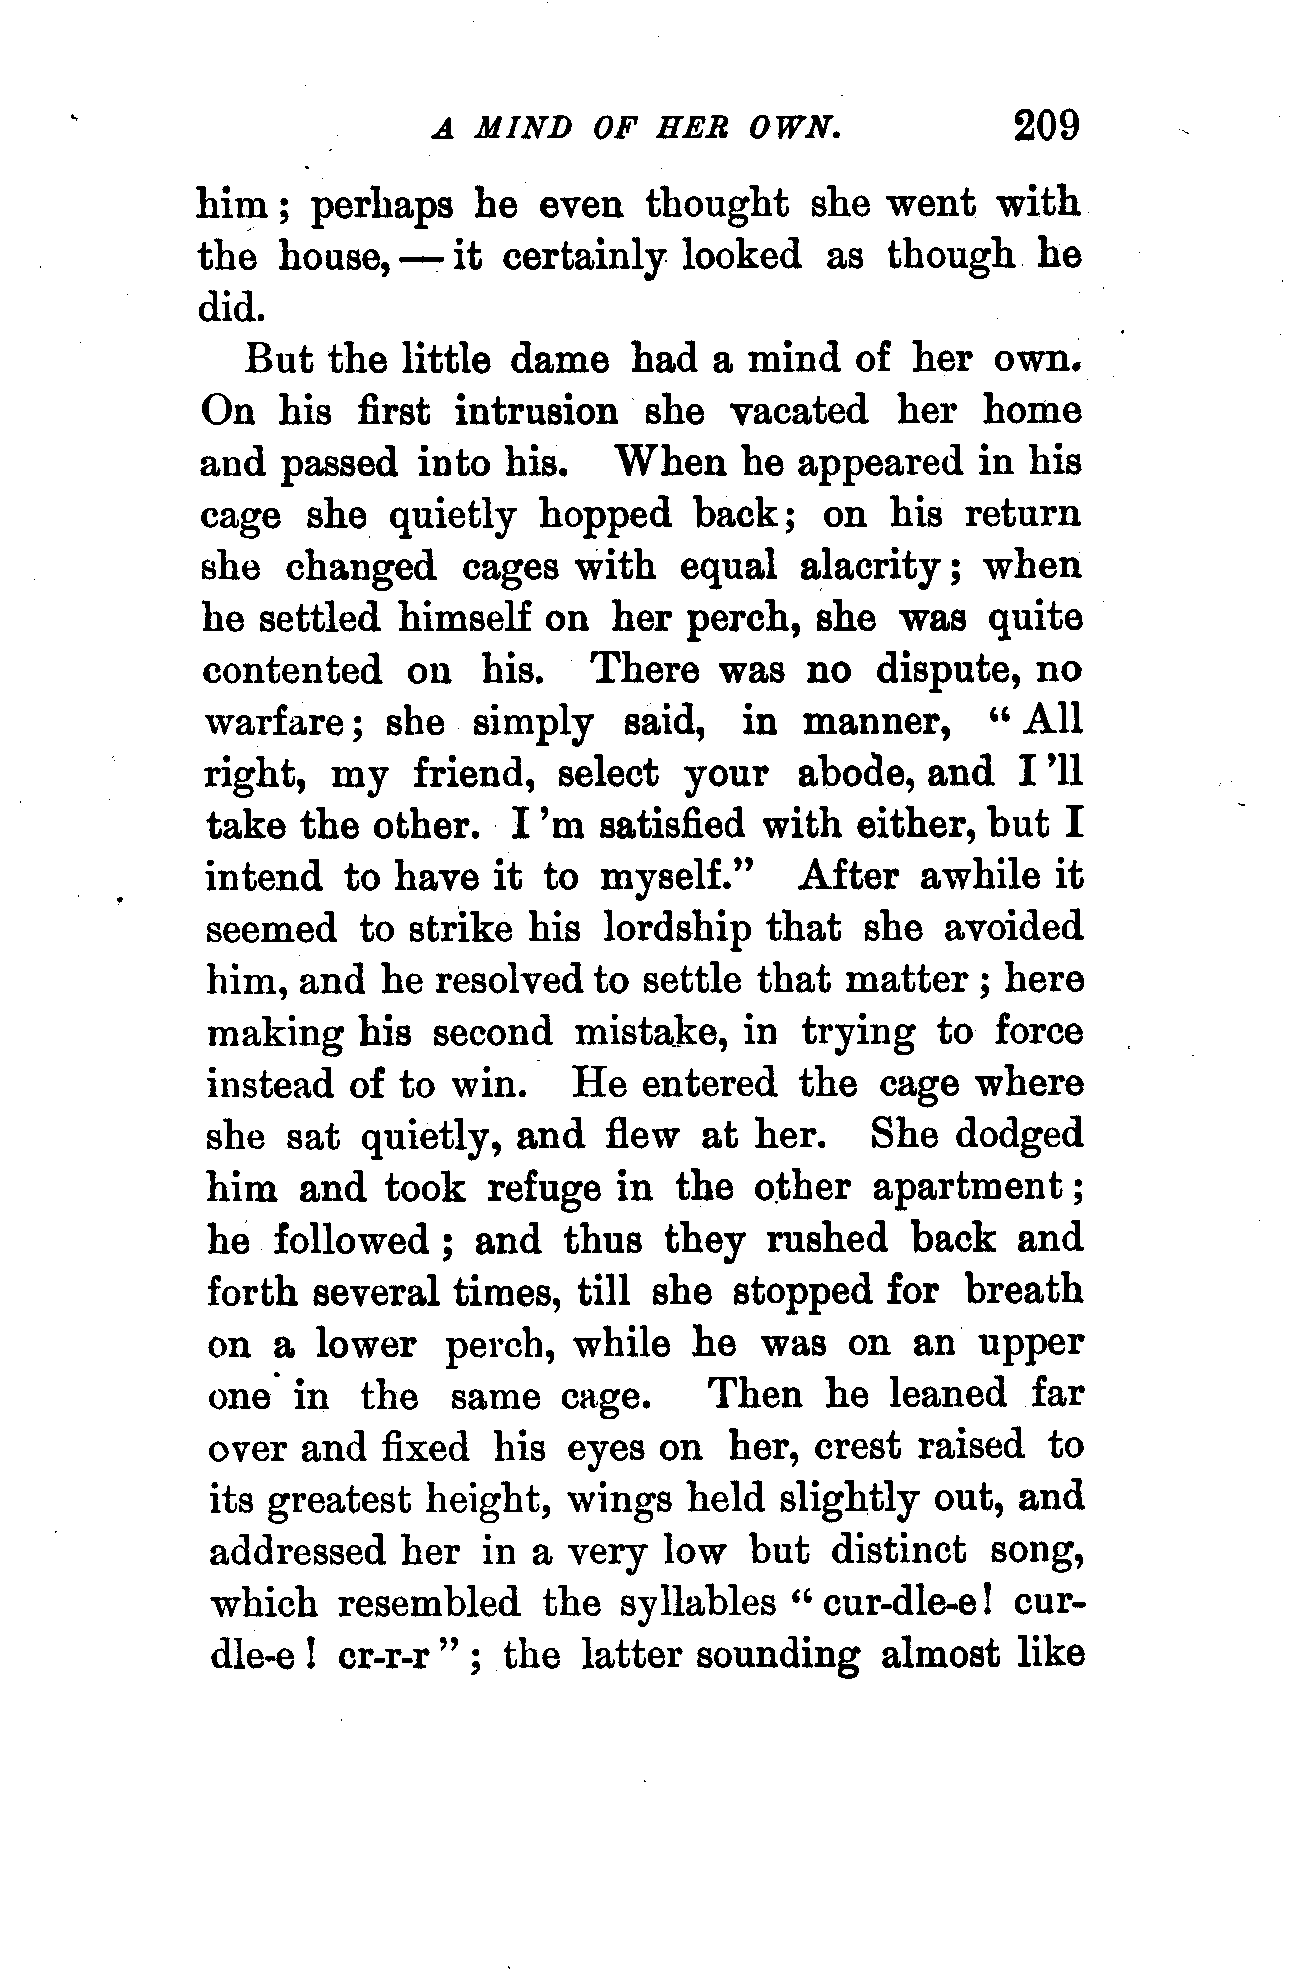 A MIND OF HER OWN. 209
him; perhaps he even thought she went with
the house, — it certainly looked as though he
did.
But the little dame had a mind of her own.
On his first intrusion she vacated her home
and passed into his. When he appeared in his
cage she quietly hopped back; on his return
she changed cages with equal alacrity; when
he settled himself on her perch, she was quite
contented on his. There was no dispute, no
warfare; she simply said, in manner, “ All
right, my friend, select your abode, and I 'll
take the other. I 'm satisfied with either, but I
intend to have it to myself.” After awhile it
seemed to strike his lordship that she avoided
him, and he resolved to settle that matter; here
making his second mistake, in trying to force
instead of to win. He entered the cage where
she sat quietly, and flew at her. She dodged
him and took refuge in the other apartment;
he followed; and thus they rushed back and
forth several times, till she stopped for breath
on a lower perch, while he was on an upper
one in the same cage. Then he leaned far
over and fixed his eyes on her, crest raised to
its greatest height, wings held slightly out, and
addressed her in a very low but distinct song,
which resembled the syllables “ cur-dle-e! cur-
dle-e! cr-r-r ”; the latter sounding almost like